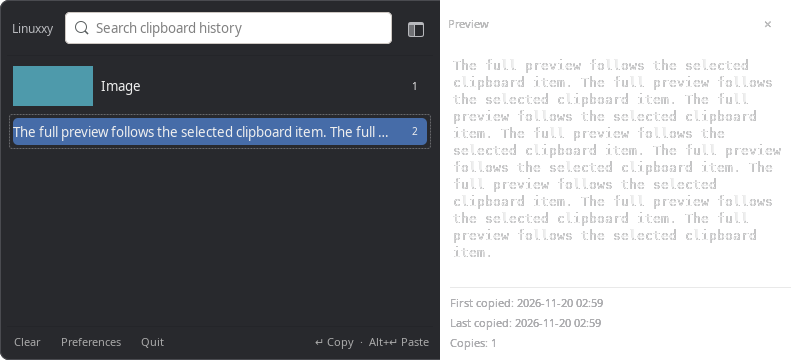 Linuxxy
Search clipboard history
Image 1
The full preview follows the selected clipboard item. The full ... 2
Clear Preferences Quit ↵ Copy · Alt+↵ Paste
Preview ×
The full preview follows the selected
clipboard item. The full preview follows
the selected clipboard item. The full
preview follows the selected clipboard
item. The full preview follows the
selected clipboard item. The full preview
follows the selected clipboard item. The
full preview follows the selected
clipboard item. The full preview follows
the selected clipboard item. The full
preview follows the selected clipboard
item.
First copied: 2026-11-20 02:59
Last copied: 2026-11-20 02:59
Copies: 1